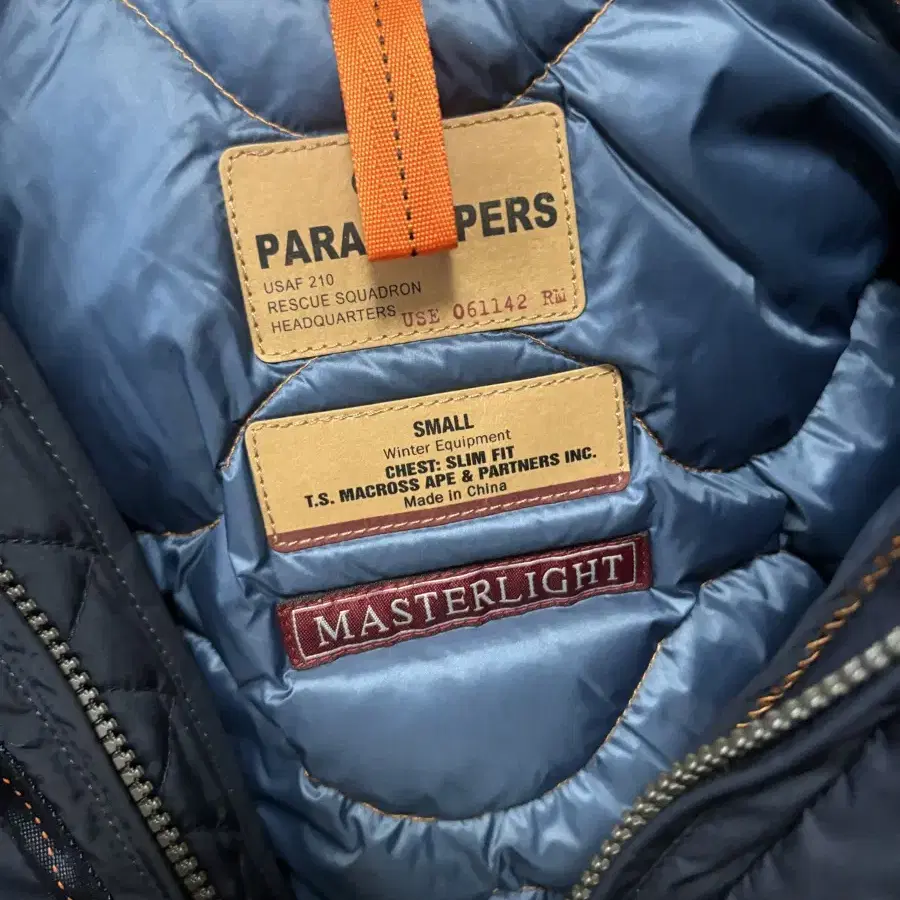 PARA PERS
USAF 210
RESCUE SQUADRON
HEADQUARTERS USE 061142 RM
SMALL
Winter Equipment
CHEST: SLIM FIT
T.S. MACROSS APE & PARTNERS INC.
Made in China
MASTERLIGHT